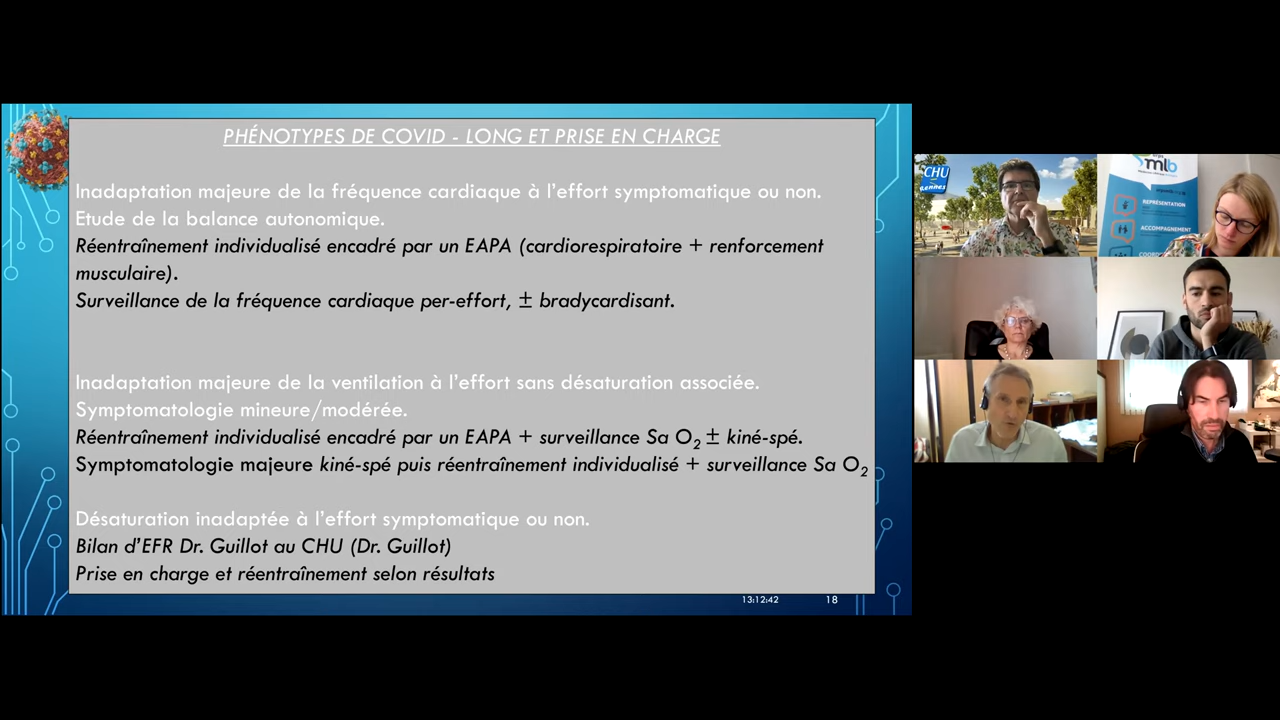 PHÉNOTYPES DE COVID - LONG ET PRISE EN CHARGE
Inadaptation majeure de la fréquence cardiaque à l'effort symptomatique ou non.
Etude de la balance autonomique.
Réentraînement individualisé encadré par un EAPA (cardiorespiratoire + renforcement
musculaire).
Surveillance de la fréquence cardiaque per-effort, ± bradycardisant.
Inadaptation majeure de la ventilation à l'effort sans désaturation associée.
Symptomatologie mineure/modérée.
Réentraînement individualisé encadré par un EAPA + surveillance Sa O₂ ± kiné-spé.
Symptomatologie majeure kiné-spé puis réentraînement individualisé + surveillance Sa O₂
Désaturation inadaptée à l'effort symptomatique ou non.
Bilan d'EFR Dr. Guillot au CHU (Dr. Guillot)
Prise en charge et réentraînement selon résultats
13:12:42
18
CHU
Rennes
mlb
REPRÉSENTATION
ACCOMPAGNEMENT